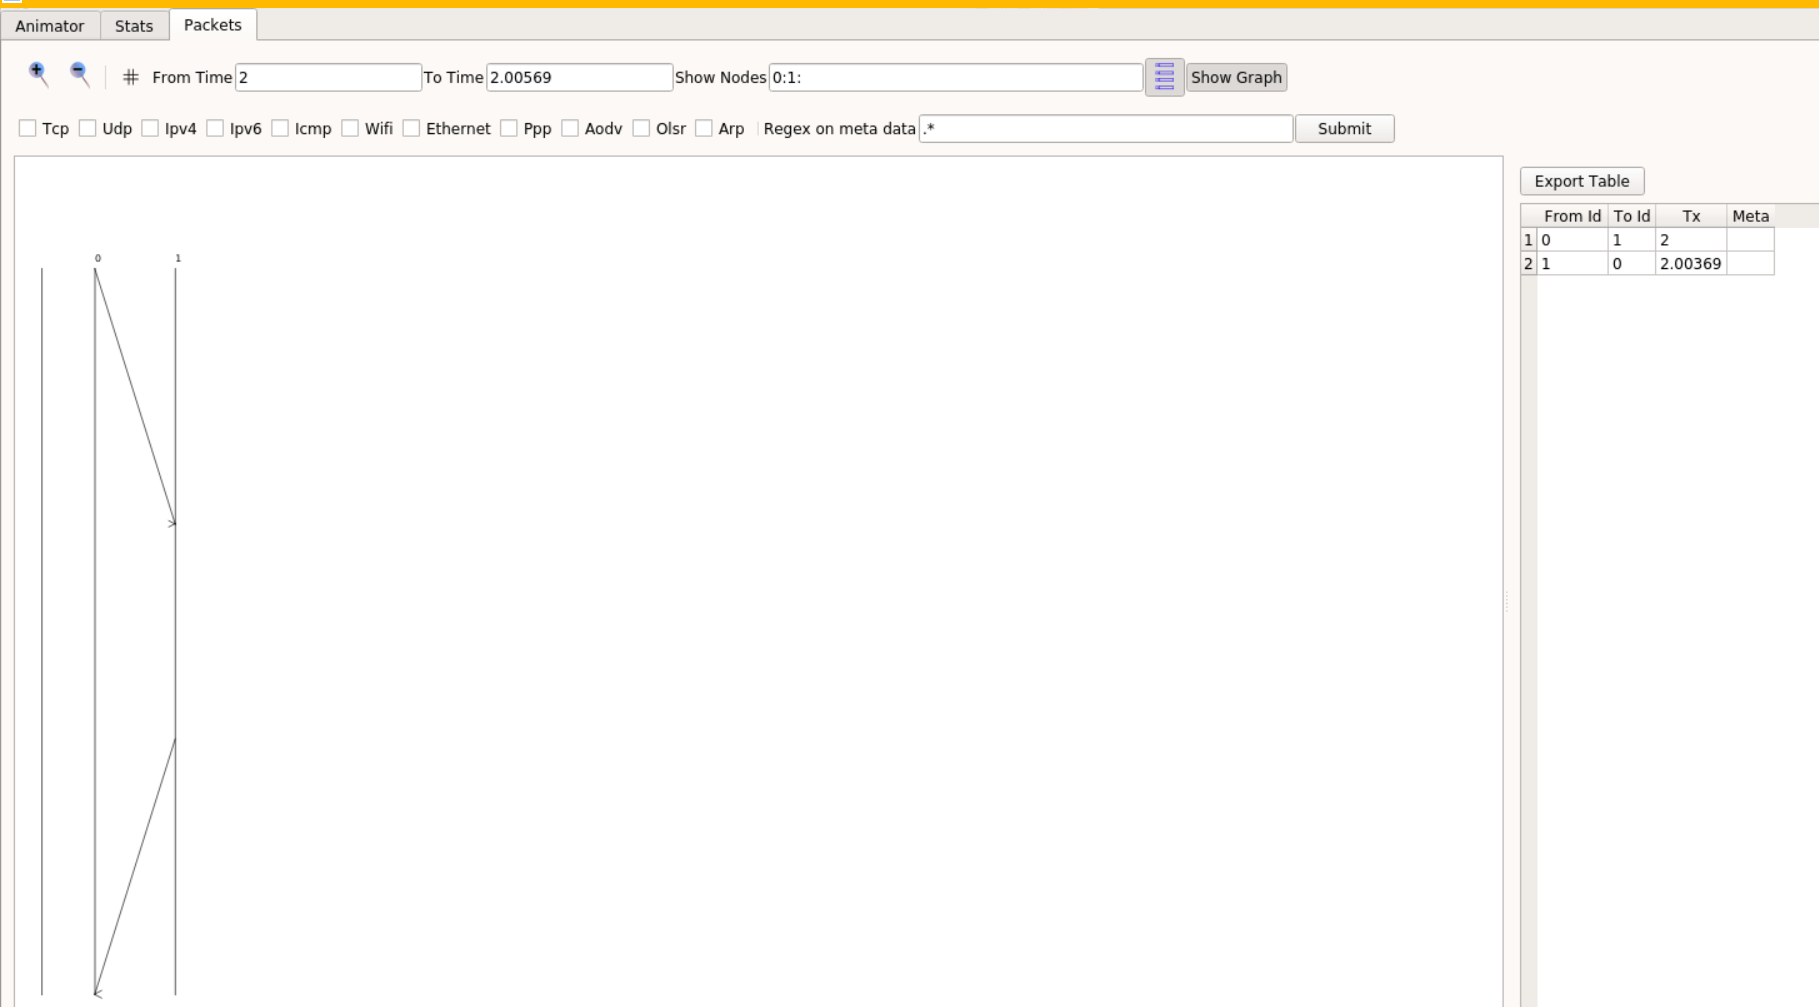 Animator Stats Packets
# From Time 2 To Time 2.00569 Show Nodes 0:1: Show Graph
Tcp Udp Ipv4 Ipv6 Icmp Wifi Ethernet Ppp Aodv Olsr Arp Regex on meta data .* Submit
Export Table
From Id To Id Tx Meta
1 0 1 2
2 1 0 2.00369
0 1